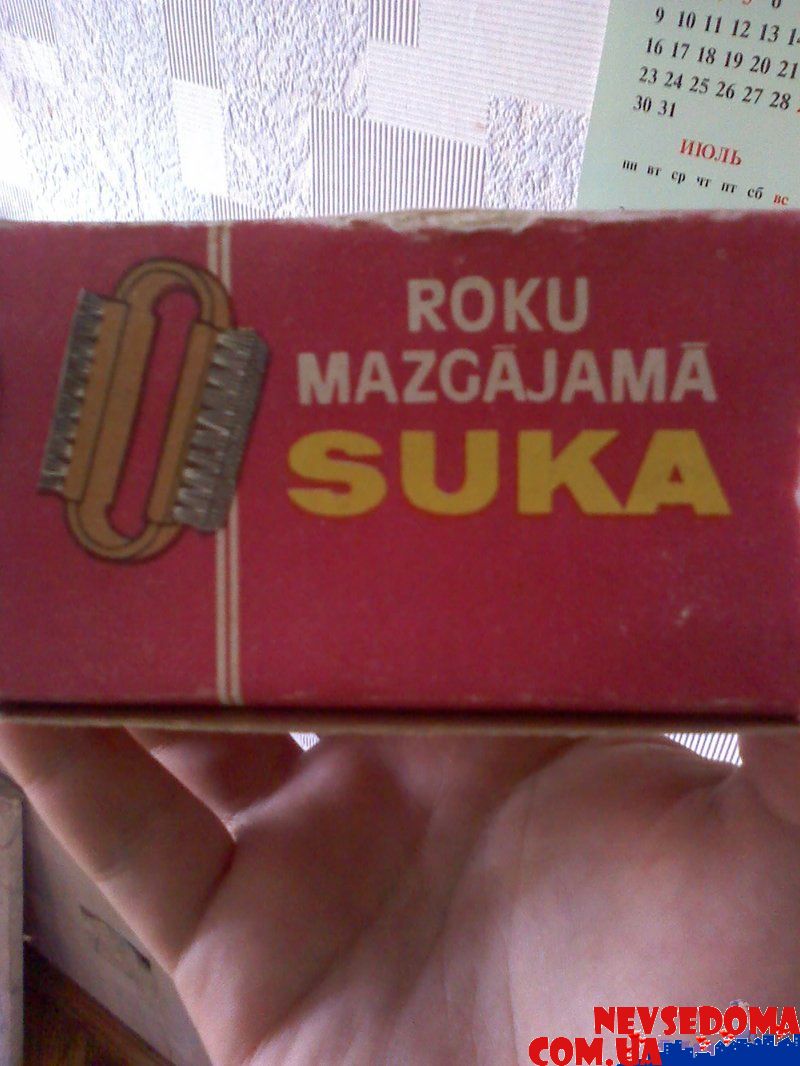 9 10 11 12 13
16 17 18 19 20 21
23 24 25 26 27 28
30 31
ИЮЛЬ
пн вт ср чт пт сб вс
ROKU
MAZGĀJAMĀ
SUKA
NEVSEDOMA
COM.UA